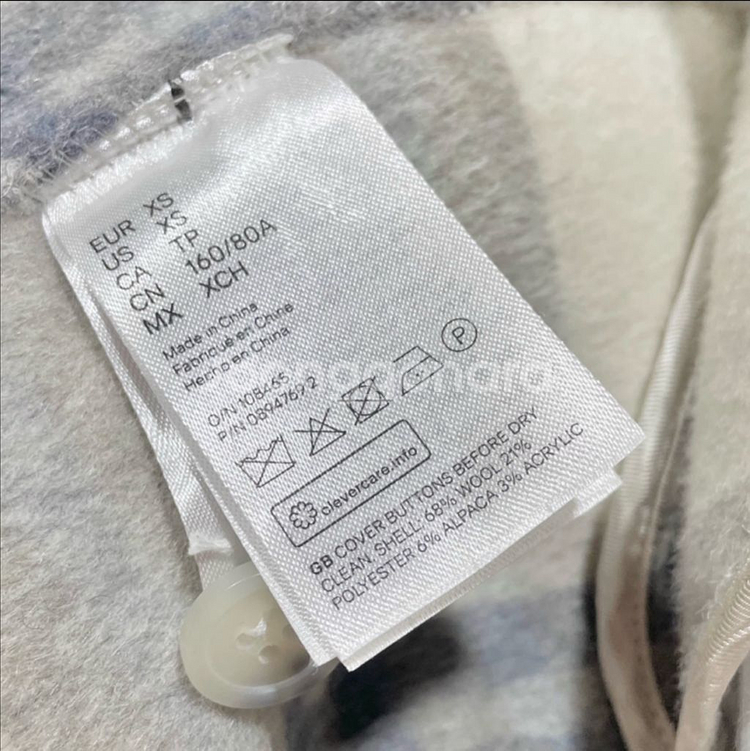 EUR XS
US XS
CA TP
CN 160/80A
MX XCH
Made in China
Fabriqué en Chine
Hecho en China
O/N 108465
P/N 0894769 2
P
clevercare.info
GB COVER BUTTONS BEFORE DRY
CLEAN, SHELL: 68% WOOL 21%
POLYESTER 6% ALPACA 3% ACRYLIC